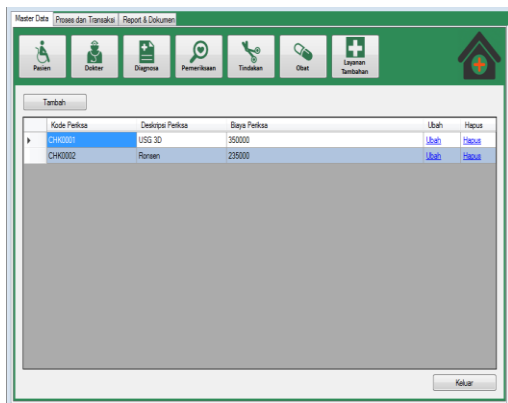 Master Data Proses dan Transaksi Report & Dokumen
Pasien Dokter Diagnosa Pemeriksaan Tindakan Obat Layanan Tambahan
Tambah
Kode Periksa Deskripsi Periksa Biaya Periksa Ubah Hapus
CHK0001 USG 3D 350000 Ubah Hapus
CHK0002 Ronsen 235000 Ubah Hapus
Keluar